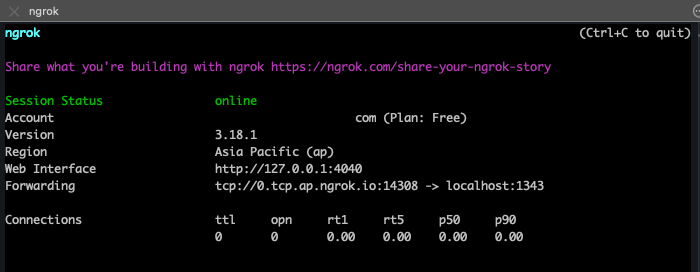 ngrok
ngrok (Ctrl+C to quit)
Share what you're building with ngrok https://ngrok.com/share-your-ngrok-story
Session Status online
Account com (Plan: Free)
Version 3.18.1
Region Asia Pacific (ap)
Web Interface http://127.0.0.1:4040
Forwarding tcp://0.tcp.ap.ngrok.io:14308 -> localhost:1343
Connections ttl opn rt1 rt5 p50 p90
0 0 0.00 0.00 0.00 0.00